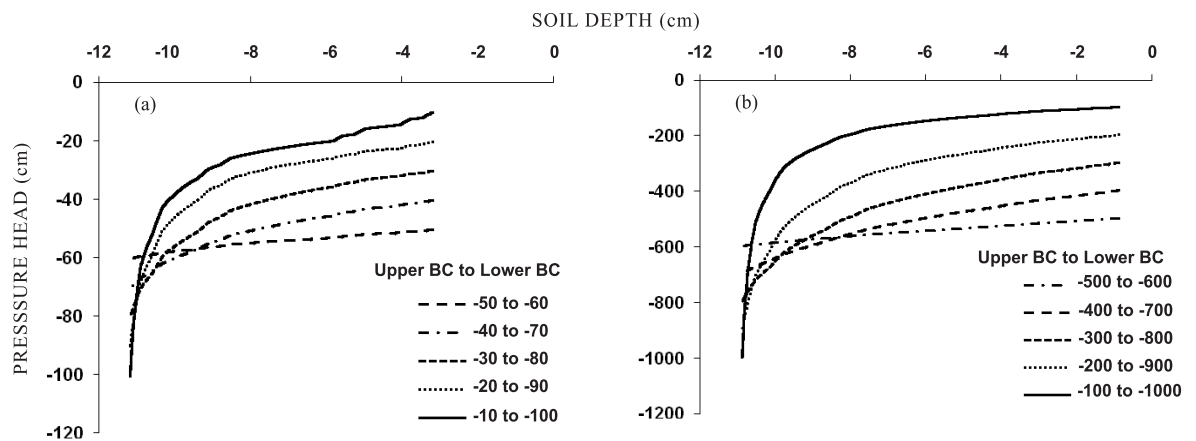 SOIL DEPTH (cm)
-12 -10 -8 -6 -4 -2 0
-12 -10 -8 -6 -4 -2 0
PRESSSURE HEAD (cm)
0
-20
-40
-60
-80
-100
-120
(a)
Upper BC to Lower BC
-50 to -60
-40 to -70
-30 to -80
-20 to -90
-10 to -100
0
-200
-400
-600
-800
-1000
-1200
(b)
Upper BC to Lower BC
-500 to -600
-400 to -700
-300 to -800
-200 to -900
-100 to -1000